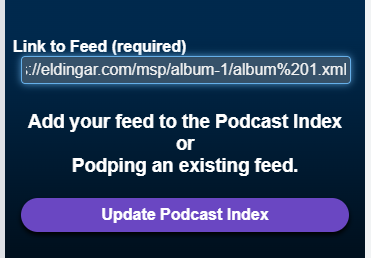 Link to Feed (required)
://eldingar.com/msp/album-1/album%201.xml
Add your feed to the Podcast Index
or
Podping an existing feed.
Update Podcast Index